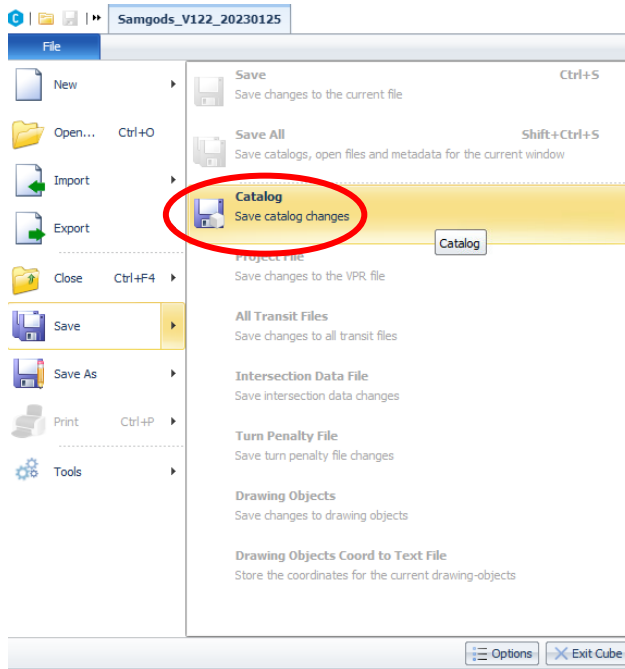 Samgods_V122_20230125
File
New
Open... Ctrl+O
Import
Export
Close Ctrl+F4
Save
Save As
Print Ctrl+P
Tools
Save Ctrl+S
Save changes to the current file
Save All Shift+Ctrl+S
Save catalogs, open files and metadata for the current window
Catalog
Save catalog changes
Catalog
Project File
Save changes to the VPR file
All Transit Files
Save changes to all transit files
Intersection Data File
Save intersection data changes
Turn Penalty File
Save turn penalty file changes
Drawing Objects
Save changes to drawing objects
Drawing Objects Coord to Text File
Store the coordinates for the current drawing-objects
Options Exit Cube